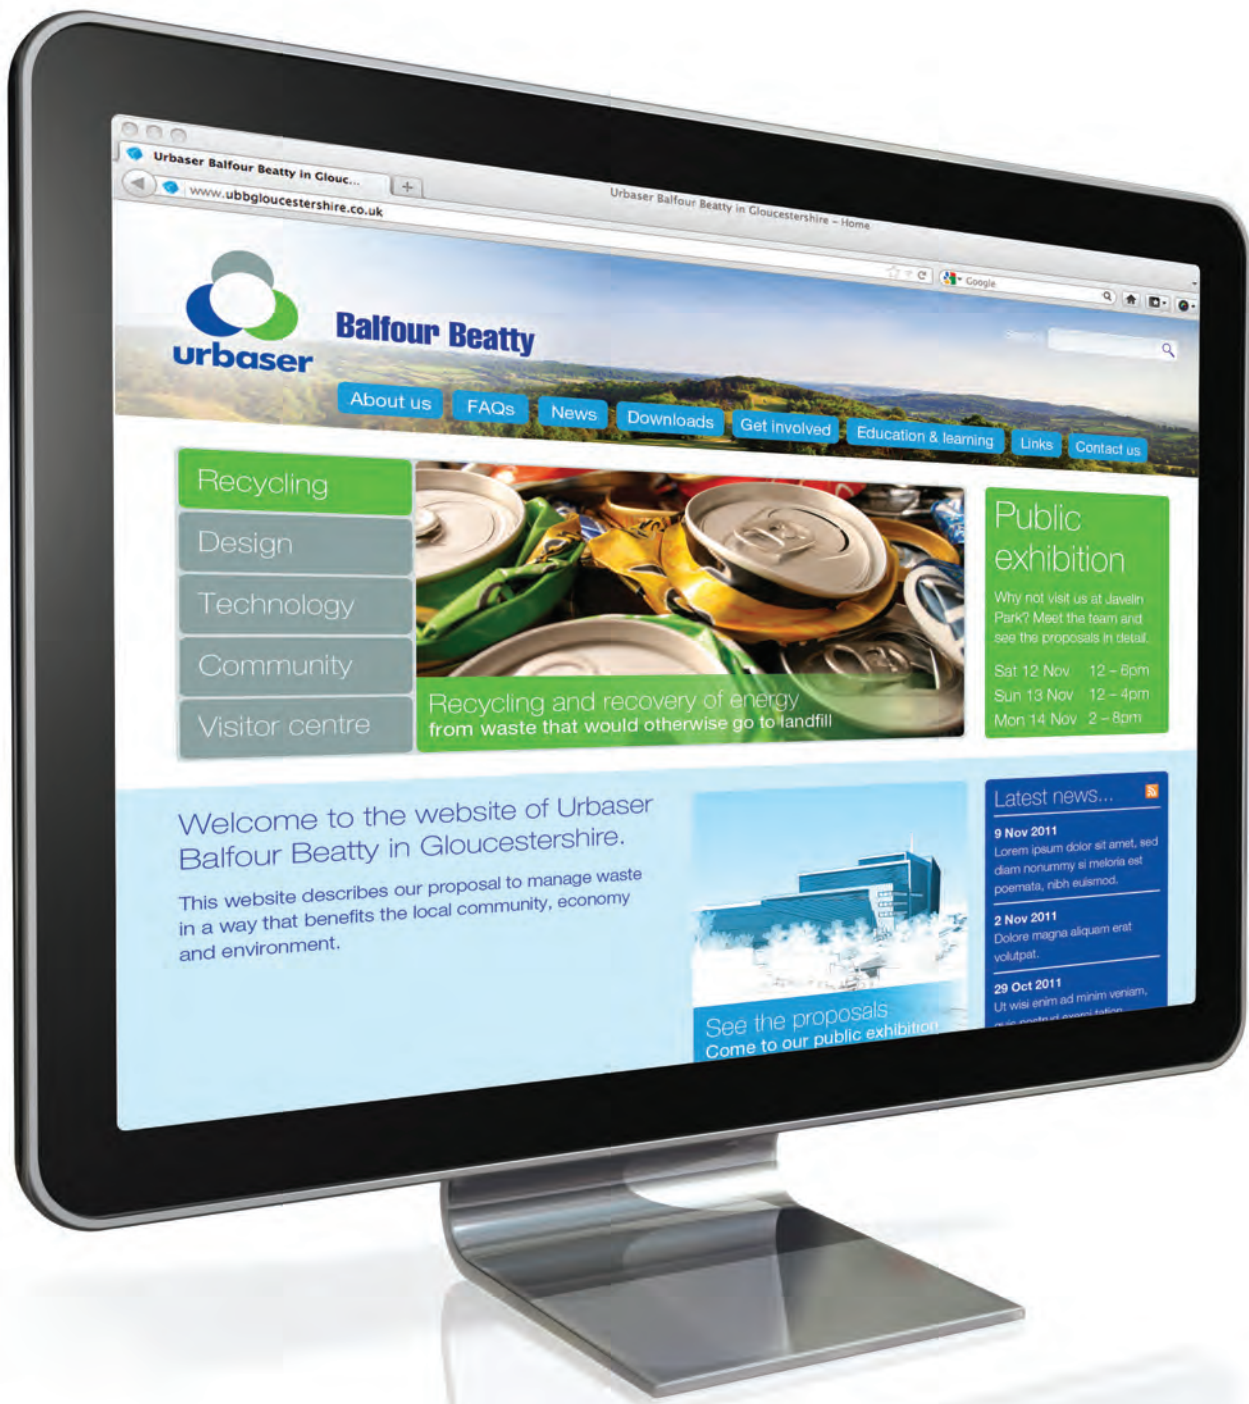 Urbaser Balfour Beatty in Glouc...
Urbaser Balfour Beatty in Gloucestershire – Home
www.ubbgloucestershire.co.uk
Google
urbaser
Balfour Beatty
About us
FAQs
News
Downloads
Get involved
Education & learning
Links
Contact us
Recycling
Design
Technology
Community
Visitor centre
Recycling and recovery of energy
from waste that would otherwise go to landfill
Public
exhibition
Why not visit us at Javelin
Park? Meet the team and
see the proposals in detail.
Sat 12 Nov 12 – 6pm
Sun 13 Nov 12 – 4pm
Mon 14 Nov 2 – 8pm
Welcome to the website of Urbaser
Balfour Beatty in Gloucestershire.
This website describes our proposal to manage waste
in a way that benefits the local community, economy
and environment.
See the proposals
Come to our public exhibition
Latest news...
9 Nov 2011
Lorem ipsum dolor sit amet, sed
diam nonummy si meloria est
poemata, nibh euismod.
2 Nov 2011
Dolore magna aliquam erat
volutpat.
29 Oct 2011
Ut wisi enim ad minim veniam,
quis nostrud exerci tation